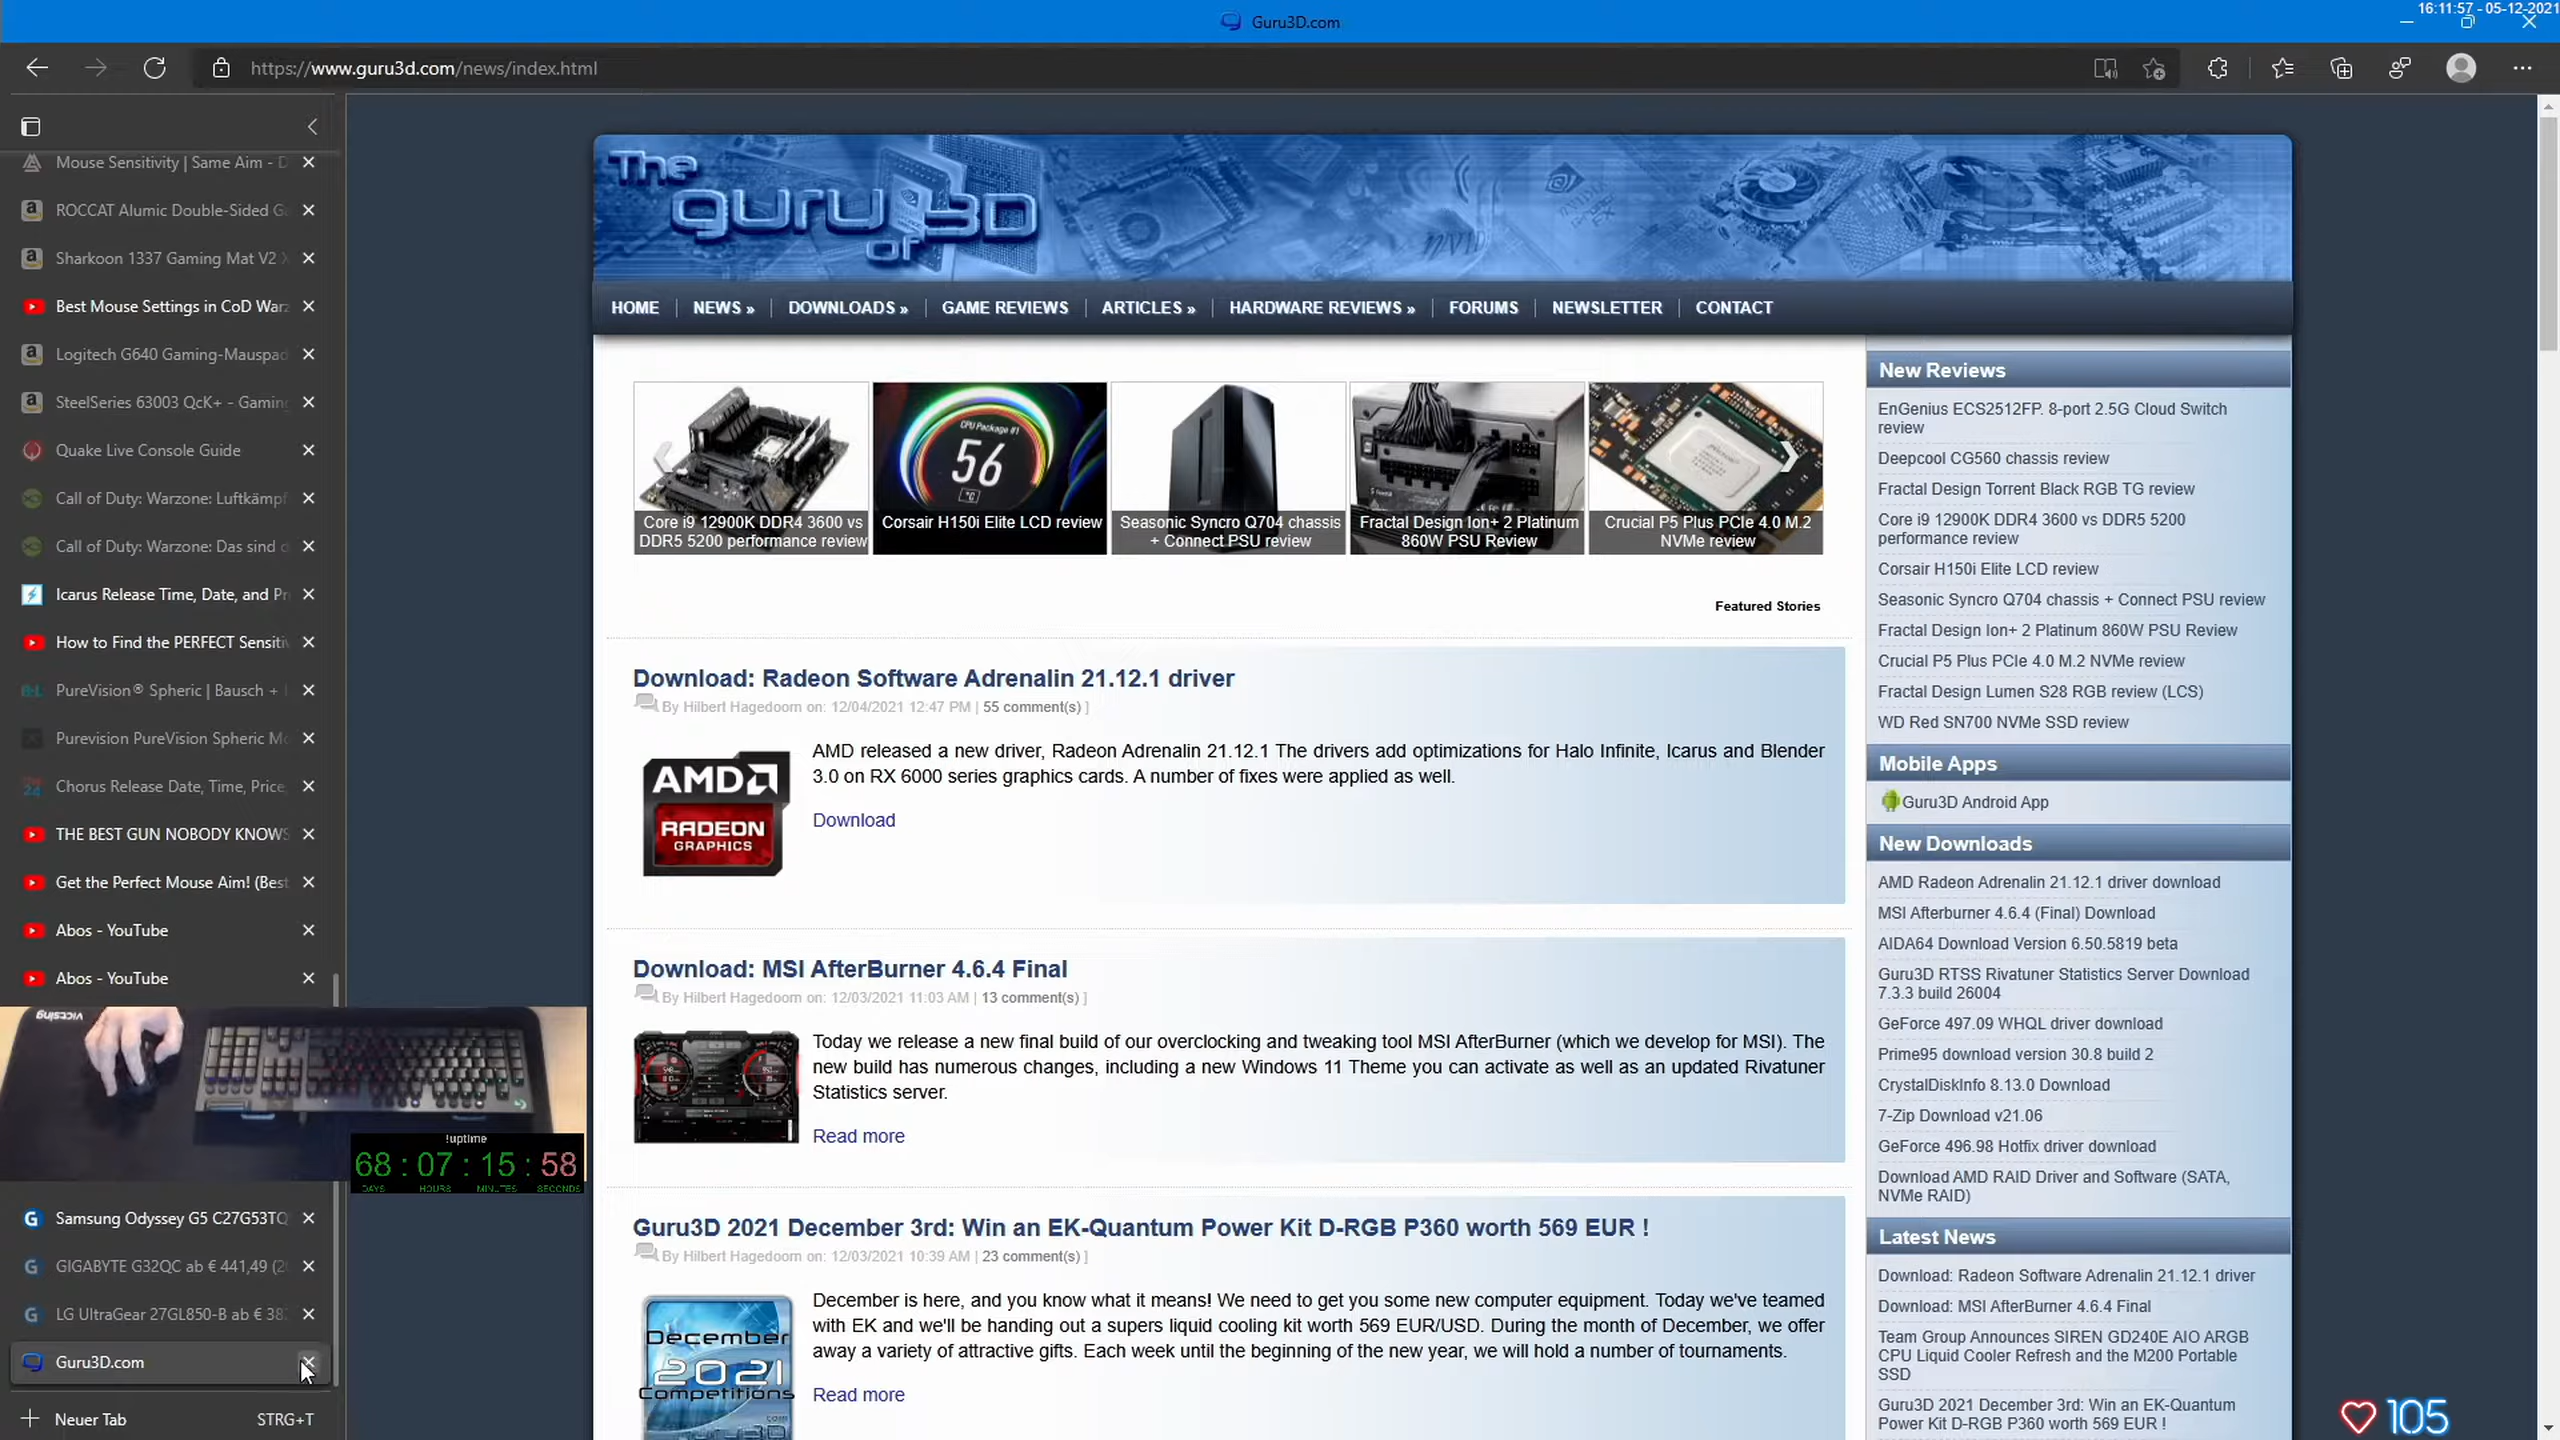 Guru3D.com
16:11:57 - 05-12-2021
https://www.guru3d.com/news/index.html
Mouse Sensitivity | Same Aim - D
ROCCAT Alumic Double-Sided Ga
Sharkoon 1337 Gaming Mat V2 X
Best Mouse Settings in CoD Warz
Logitech G640 Gaming-Mauspad
SteelSeries 63003 QcK+ - Gaming
Quake Live Console Guide
Call of Duty: Warzone: Luftkämpf
Call of Duty: Warzone: Das sind d
Icarus Release Time, Date, and Pr
How to Find the PERFECT Sensitiv
PureVision® Spheric | Bausch +
Purevision PureVision Spheric Mo
Chorus Release Date, Time, Price,
THE BEST GUN NOBODY KNOWS
Get the Perfect Mouse Aim! (Best
Abos - YouTube
Abos - YouTube
VicTsing
!uptime
68 : 07 : 15 : 58
DAYS HOURS MINUTES SECONDS
Samsung Odyssey G5 C27G53TQ
GIGABYTE G32QC ab € 441,49 (2
LG UltraGear 27GL850-B ab € 38
Guru3D.com
Neuer Tab STRG+T
The
guru of 3D
HOME
NEWS »
DOWNLOADS »
GAME REVIEWS
ARTICLES »
HARDWARE REVIEWS »
FORUMS
NEWSLETTER
CONTACT
CPU Package #1
56
°C
Core i9 12900K DDR4 3600 vs
DDR5 5200 performance review
Corsair H150i Elite LCD review
Seasonic Syncro Q704 chassis
+ Connect PSU review
Fractal Design Ion+ 2 Platinum
860W PSU Review
Crucial P5 Plus PCIe 4.0 M.2
NVMe review
Featured Stories
Download: Radeon Software Adrenalin 21.12.1 driver
By Hilbert Hagedoorn on: 12/04/2021 12:47 PM | 55 comment(s) ]
AMD
RADEON
GRAPHICS
AMD released a new driver, Radeon Adrenalin 21.12.1 The drivers add optimizations for Halo Infinite, Icarus and Blender
3.0 on RX 6000 series graphics cards. A number of fixes were applied as well.
Download
Download: MSI AfterBurner 4.6.4 Final
By Hilbert Hagedoorn on: 12/03/2021 11:03 AM | 13 comment(s) ]
Today we release a new final build of our overclocking and tweaking tool MSI AfterBurner (which we develop for MSI). The
new build has numerous changes, including a new Windows 11 Theme you can activate as well as an updated Rivatuner
Statistics server.
Read more
Guru3D 2021 December 3rd: Win an EK-Quantum Power Kit D-RGB P360 worth 569 EUR !
By Hilbert Hagedoorn on: 12/03/2021 10:39 AM | 23 comment(s) ]
December
2021
Competitions
December is here, and you know what it means! We need to get you some new computer equipment. Today we've teamed
with EK and we'll be handing out a supers liquid cooling kit worth 569 EUR/USD. During the month of December, we offer
away a variety of attractive gifts. Each week until the beginning of the new year, we will hold a number of tournaments.
Read more
New Reviews
EnGenius ECS2512FP. 8-port 2.5G Cloud Switch
review
Deepcool CG560 chassis review
Fractal Design Torrent Black RGB TG review
Core i9 12900K DDR4 3600 vs DDR5 5200
performance review
Corsair H150i Elite LCD review
Seasonic Syncro Q704 chassis + Connect PSU review
Fractal Design Ion+ 2 Platinum 860W PSU Review
Crucial P5 Plus PCIe 4.0 M.2 NVMe review
Fractal Design Lumen S28 RGB review (LCS)
WD Red SN700 NVMe SSD review
Mobile Apps
Guru3D Android App
New Downloads
AMD Radeon Adrenalin 21.12.1 driver download
MSI Afterburner 4.6.4 (Final) Download
AIDA64 Download Version 6.50.5819 beta
Guru3D RTSS Rivatuner Statistics Server Download
7.3.3 build 26004
GeForce 497.09 WHQL driver download
Prime95 download version 30.8 build 2
CrystalDiskInfo 8.13.0 Download
7-Zip Download v21.06
GeForce 496.98 Hotfix driver download
Download AMD RAID Driver and Software (SATA,
NVMe RAID)
Latest News
Download: Radeon Software Adrenalin 21.12.1 driver
Download: MSI AfterBurner 4.6.4 Final
Team Group Announces SIREN GD240E AIO ARGB
CPU Liquid Cooler Refresh and the M200 Portable
SSD
Guru3D 2021 December 3rd: Win an EK-Quantum
Power Kit D-RGB P360 worth 569 EUR !
105